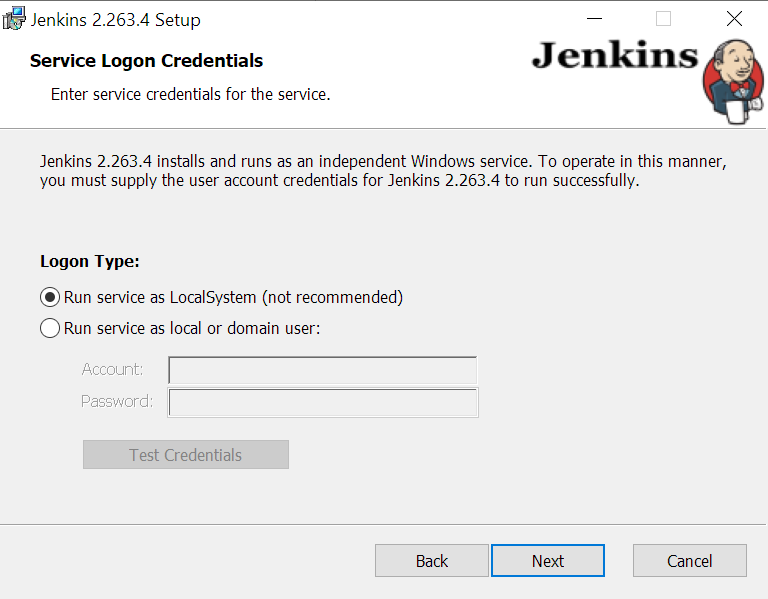 Jenkins 2.263.4 Setup
Service Logon Credentials
Jenkins
Enter service credentials for the service.
Jenkins 2.263.4 installs and runs as an independent Windows service. To operate in this manner,
you must supply the user account credentials for Jenkins 2.263.4 to run successfully.
Logon Type:
Run service as LocalSystem (not recommended)
Run service as local or domain user:
Account:
Password:
Test Credentials
Back Next Cancel